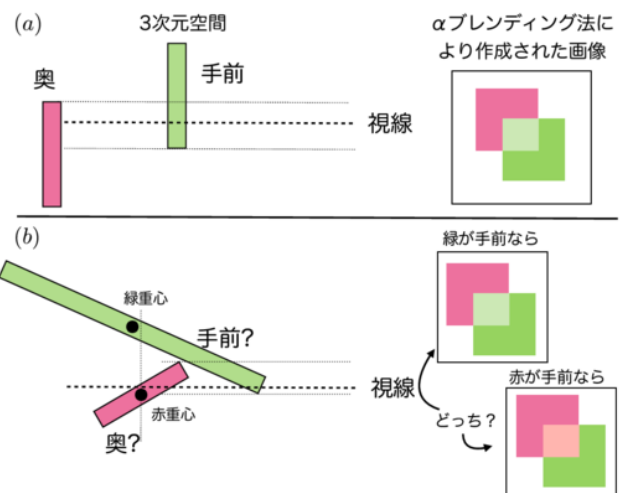 (a)
3次元空間
αブレンディング法に
より作成された画像
奥
手前
視線
(b)
緑が手前なら
緑重心
手前?
視線
赤が手前なら
どっち？
赤重心
奥?